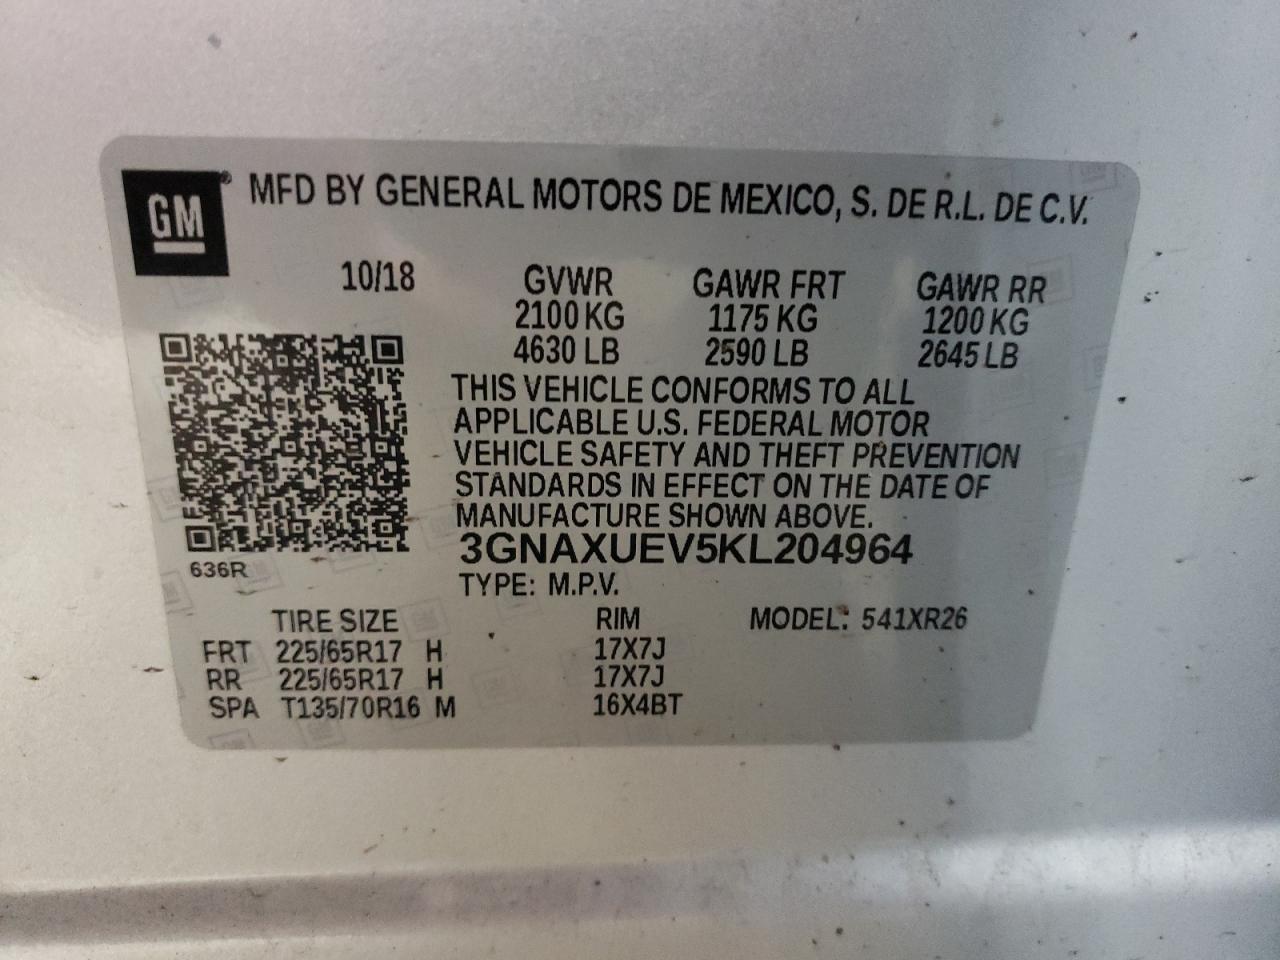 GM® MFD BY GENERAL MOTORS DE MEXICO, S. DE R.L. DE C.V.
10/18 GVWR GAWR FRT GAWR RR
2100 KG 1175 KG 1200 KG
4630 LB 2590 LB 2645 LB
THIS VEHICLE CONFORMS TO ALL
APPLICABLE U.S. FEDERAL MOTOR
VEHICLE SAFETY AND THEFT PREVENTION
STANDARDS IN EFFECT ON THE DATE OF
MANUFACTURE SHOWN ABOVE.
3GNAXUEV5KL204964
636R
TYPE: M.P.V.
TIRE SIZE RIM MODEL: 541XR26
FRT 225/65R17 H 17X7J
RR 225/65R17 H 17X7J
SPA T135/70R16 M 16X4BT